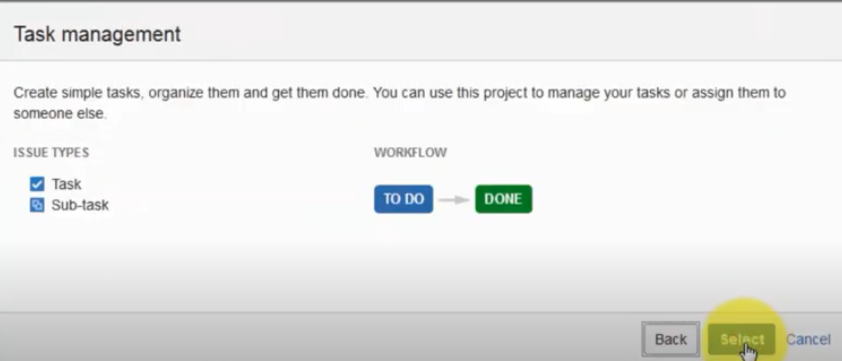 Task management
Create simple tasks, organize them and get them done. You can use this project to manage your tasks or assign them to
someone else.
ISSUE TYPES
WORKFLOW
Task
Sub-task
TO DO
DONE
Back
Select
Cancel